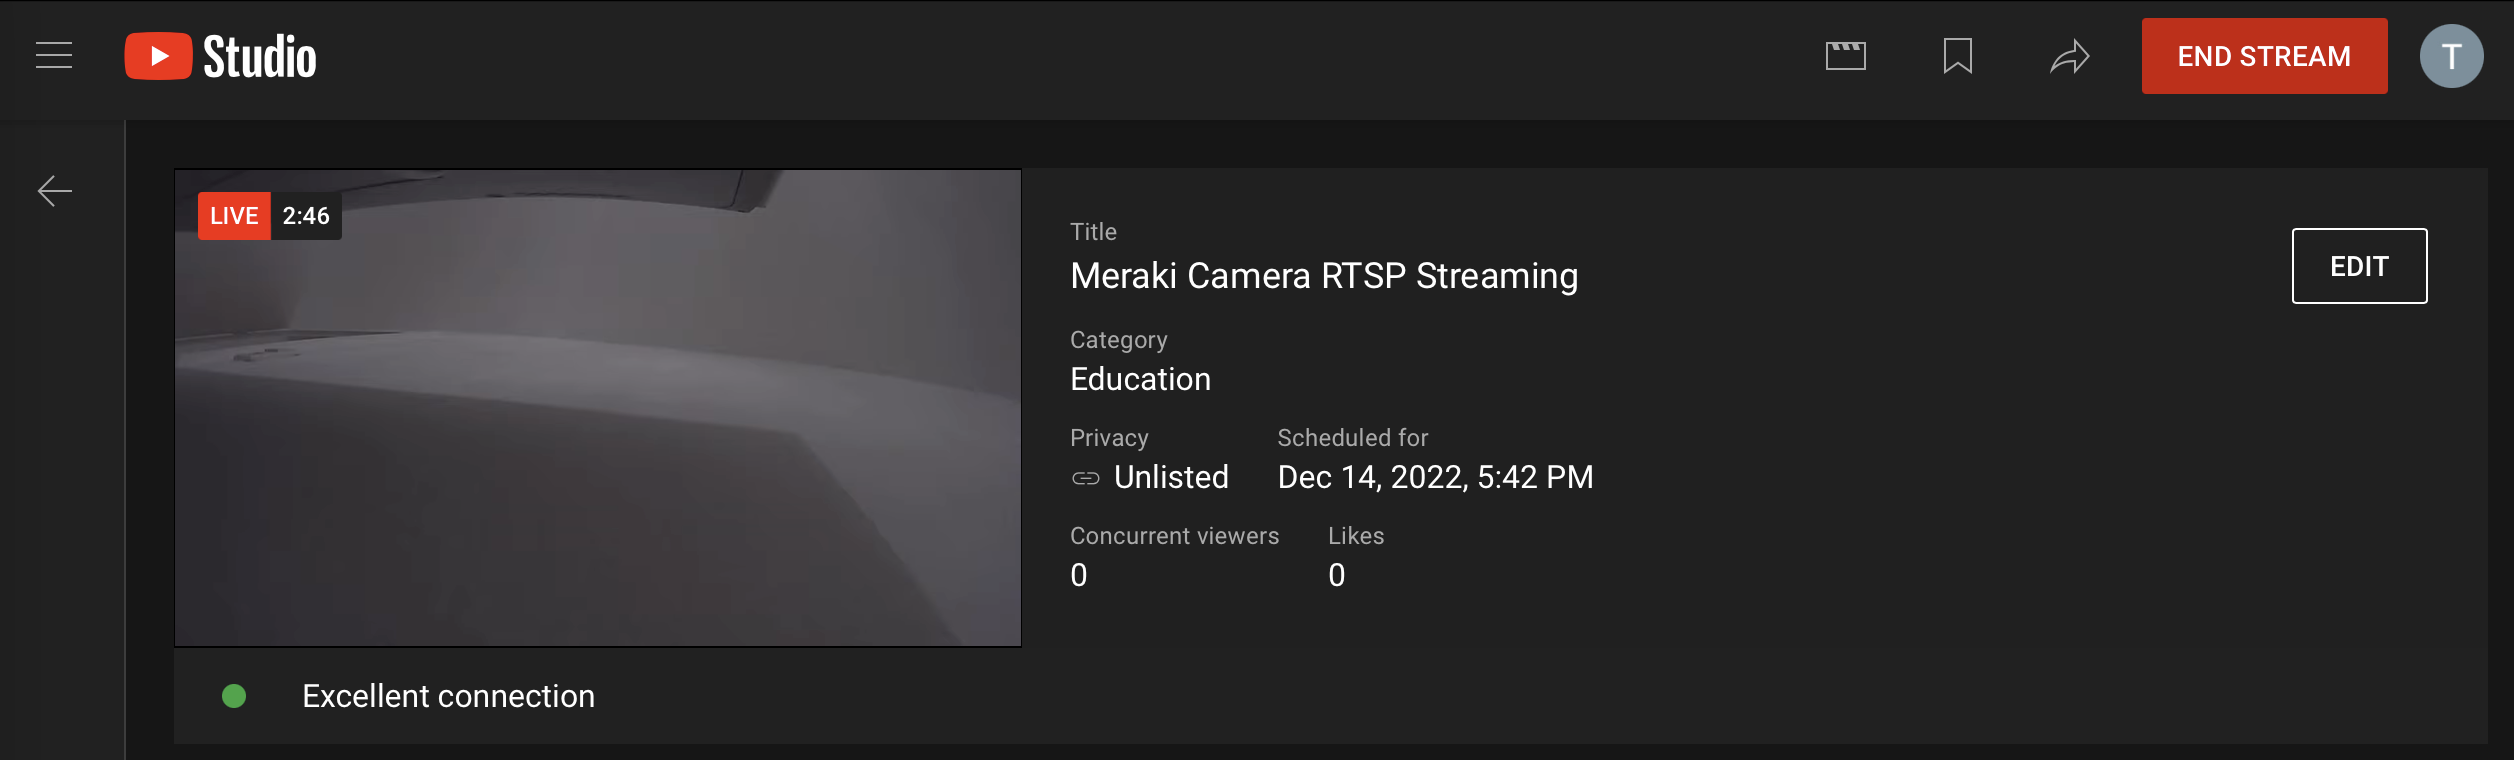 Studio
END STREAM
T
LIVE 2:46
Title
Meraki Camera RTSP Streaming
EDIT
Category
Education
Privacy Scheduled for
Unlisted Dec 14, 2022, 5:42 PM
Concurrent viewers Likes
0 0
Excellent connection